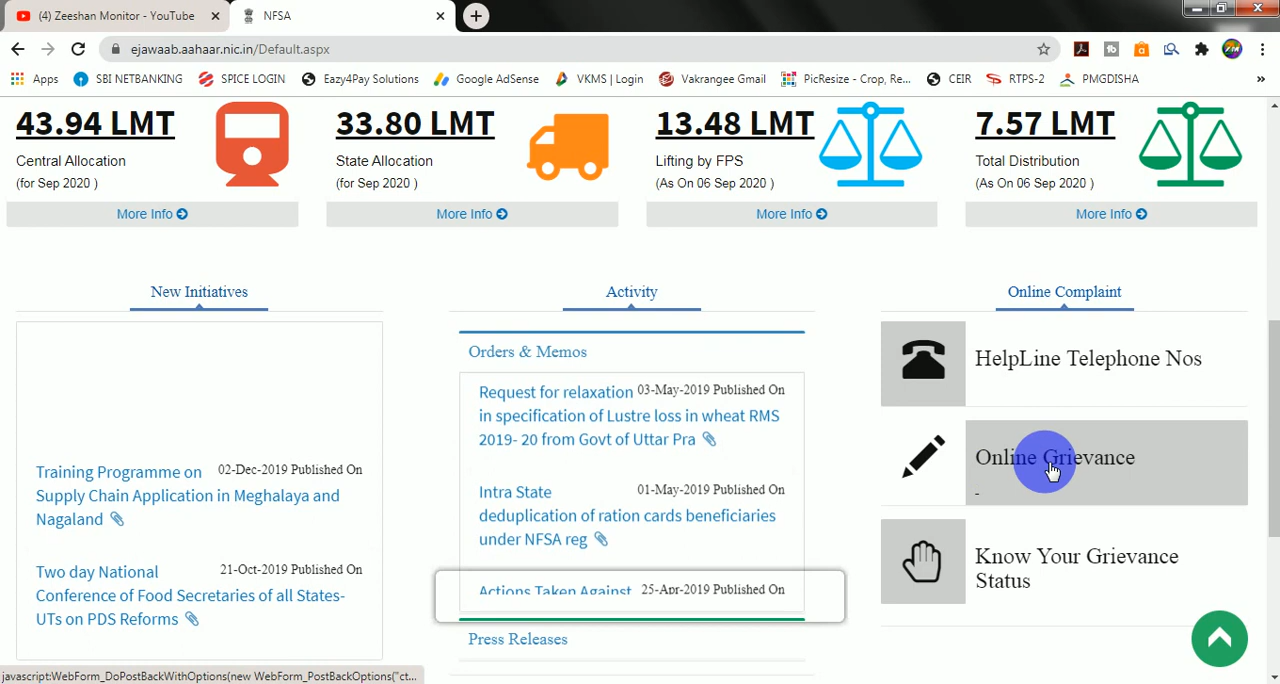 (4) Zeeshan Monitor - YouTube
NFSA
ejawaab.aahaar.nic.in/Default.aspx
Apps
SBI NETBANKING
SPICE LOGIN
Eazy4Pay Solutions
Google AdSense
VKMS | Login
Vakrangee Gmail
PicResize - Crop, Re...
CEIR
RTPS-2
PMGDISHA
»
43.94 LMT
Central Allocation
(for Sep 2020 )
More Info
33.80 LMT
State Allocation
(for Sep 2020 )
More Info
13.48 LMT
Lifting by FPS
(As On 06 Sep 2020 )
More Info
7.57 LMT
Total Distribution
(As On 06 Sep 2020 )
More Info
New Initiatives
Training Programme on 02-Dec-2019 Published On
Supply Chain Application in Meghalaya and
Nagaland
Two day National 21-Oct-2019 Published On
Conference of Food Secretaries of all States-
UTs on PDS Reforms
Activity
Orders & Memos
Request for relaxation 03-May-2019 Published On
in specification of Lustre loss in wheat RMS
2019- 20 from Govt of Uttar Pra
Intra State 01-May-2019 Published On
deduplication of ration cards beneficiaries
under NFSA reg
Actions Taken Against 25-Apr-2019 Published On
Press Releases
Online Complaint
HelpLine Telephone Nos
Online Grievance
-
Know Your Grievance
Status
javascript:WebForm_DoPostBackWithOptions(new WebForm_PostBackOptions("ct...